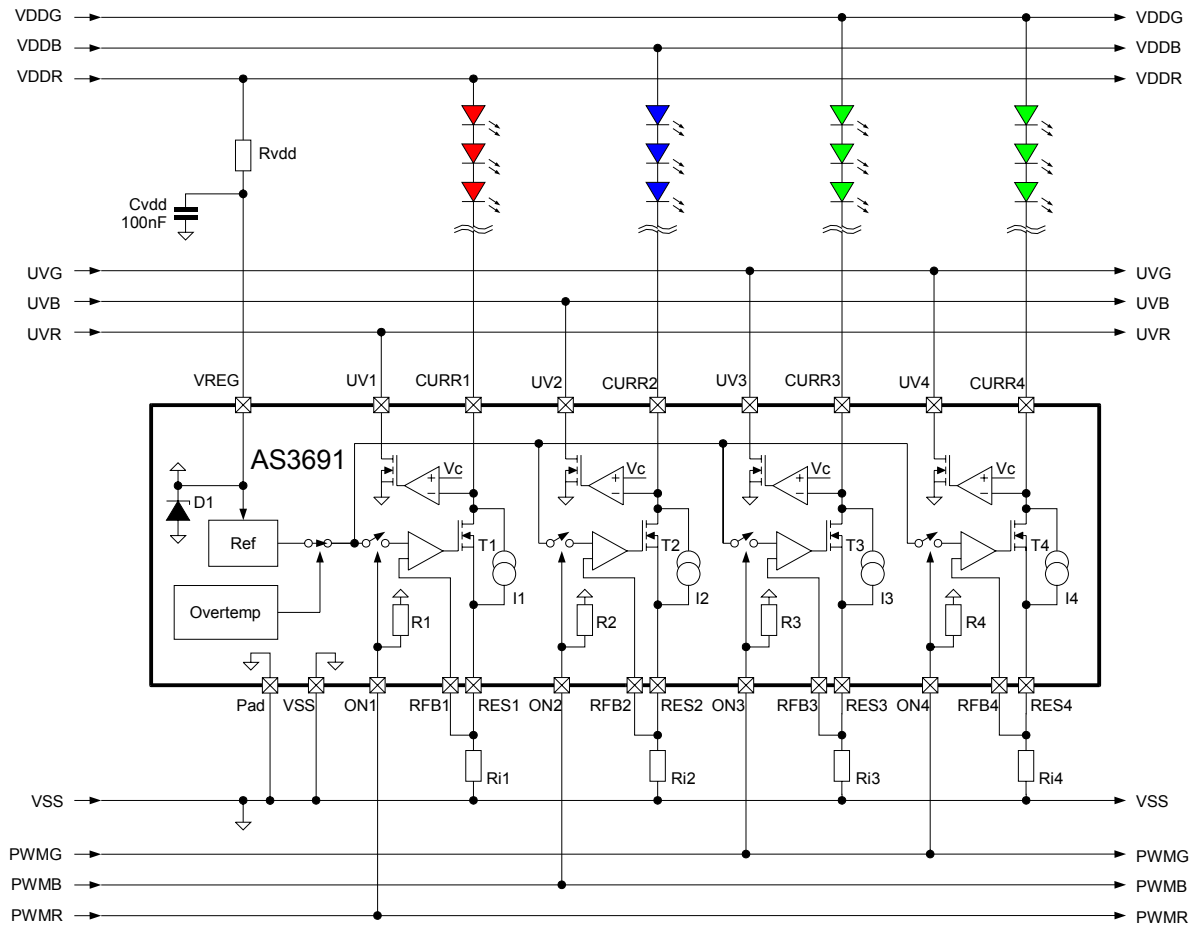 VDDG VDDG
VDDB VDDB
VDDR VDDR
Rvdd
Cvdd
100nF
UVG UVG
UVB UVB
UVR UVR
VREG UV1 CURR1 UV2 CURR2 UV3 CURR3 UV4 CURR4
AS3691
+ Vc + Vc + Vc + Vc
− − − −
D1
Ref T1 T2 T3 T4
I1 I2 I3 I4
Overtemp R1 R2 R3 R4
Pad VSS ON1 RFB1 RES1 ON2 RFB2 RES2 ON3 RFB3 RES3 ON4 RFB4 RES4
Ri1 Ri2 Ri3 Ri4
VSS VSS
PWMG PWMG
PWMB PWMB
PWMR PWMR